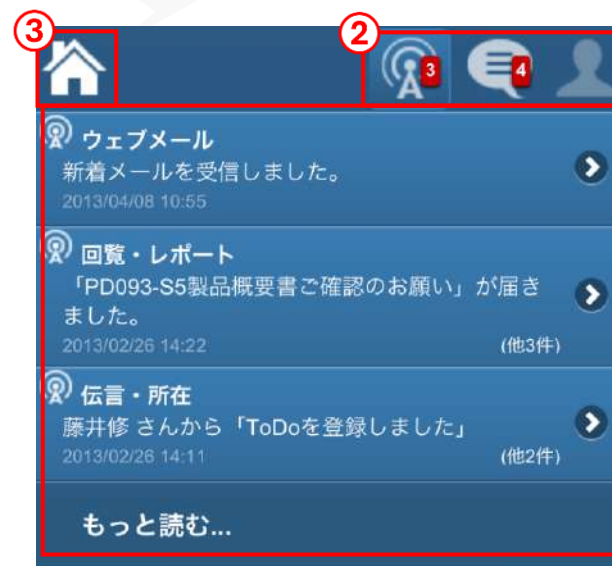 ③
②
3
4
ウェブメール
新着メールを受信しました。
2013/04/08 10:55
回覧・レポート
「PD093-S5製品概要書ご確認のお願い」が届き
ました。
2013/02/26 14:22 (他3件)
伝言・所在
藤井修 さんから「ToDoを登録しました」
2013/02/26 14:11 (他2件)
もっと読む...